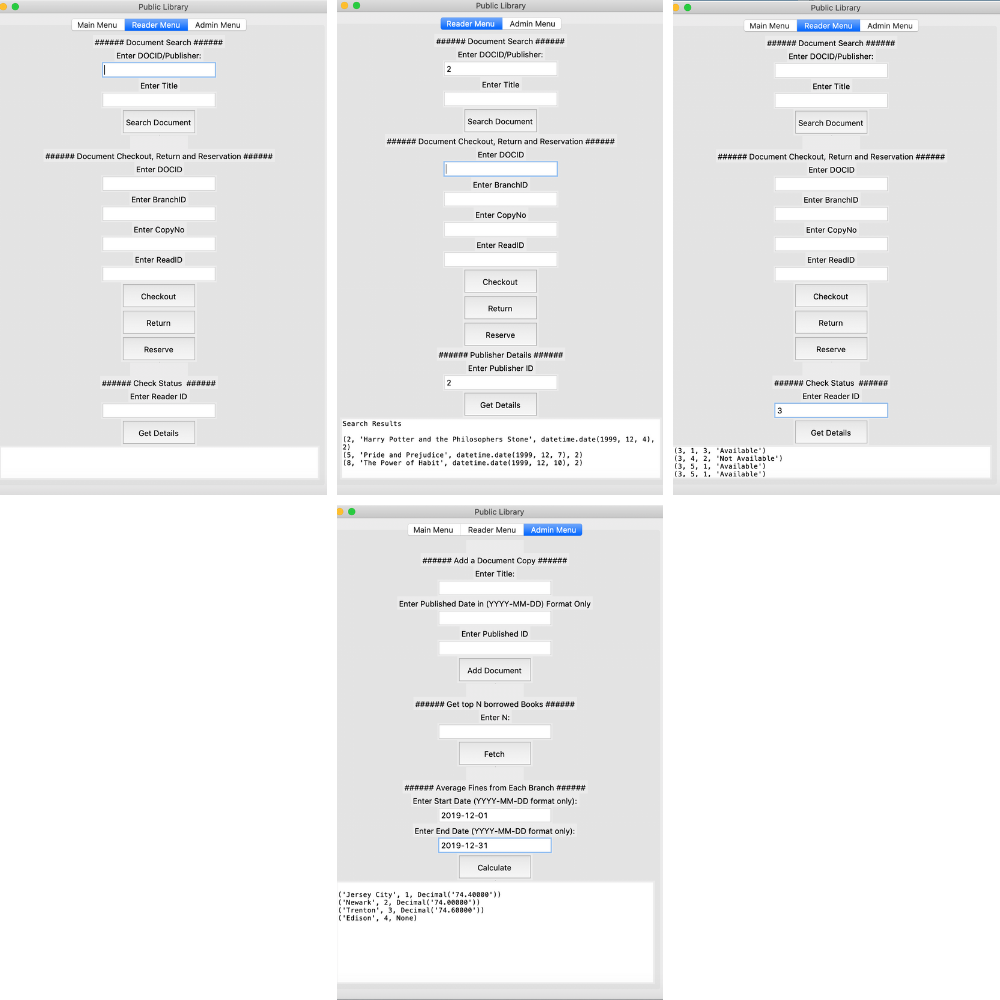 Public Library
Main Menu Reader Menu Admin Menu
###### Document Search ######
Enter DOCID/Publisher:
Enter Title
Search Document
###### Document Checkout, Return and Reservation ######
Enter DOCID
Enter BranchID
Enter CopyNo
Enter ReadID
Checkout
Return
Reserve
###### Check Status ######
Enter Reader ID
Get Details
Public Library
Reader Menu Admin Menu
###### Document Search ######
Enter DOCID/Publisher:
2
Enter Title
Search Document
###### Document Checkout, Return and Reservation ######
Enter DOCID
Enter BranchID
Enter CopyNo
Enter ReadID
Checkout
Return
Reserve
###### Publisher Details ######
Enter Publisher ID
2
Get Details
Search Results
(2, 'Harry Potter and the Philosophers Stone', datetime.date(1999, 12, 4),
2)
(5, 'Pride and Prejudice', datetime.date(1999, 12, 7), 2)
(8, 'The Power of Habit', datetime.date(1999, 12, 10), 2)
Public Library
Main Menu Reader Menu Admin Menu
###### Document Search ######
Enter DOCID/Publisher:
Enter Title
Search Document
###### Document Checkout, Return and Reservation ######
Enter DOCID
Enter BranchID
Enter CopyNo
Enter ReadID
Checkout
Return
Reserve
###### Check Status ######
Enter Reader ID
3
Get Details
(3, 1, 3, 'Available')
(3, 4, 2, 'Not Available')
(3, 5, 1, 'Available')
(3, 5, 1, 'Available')
Public Library
Main Menu Reader Menu Admin Menu
###### Add a Document Copy ######
Enter Title:
Enter Published Date in (YYYY-MM-DD) Format Only
Enter Published ID
Add Document
###### Get top N borrowed Books ######
Enter N:
Fetch
###### Average Fines from Each Branch ######
Enter Start Date (YYYY-MM-DD format only):
2019-12-01
Enter End Date (YYYY-MM-DD format only):
2019-12-31
Calculate
('Jersey City', 1, Decimal('74.40000'))
('Newark', 2, Decimal('74.00000'))
('Trenton', 3, Decimal('74.60000'))
('Edison', 4, None)